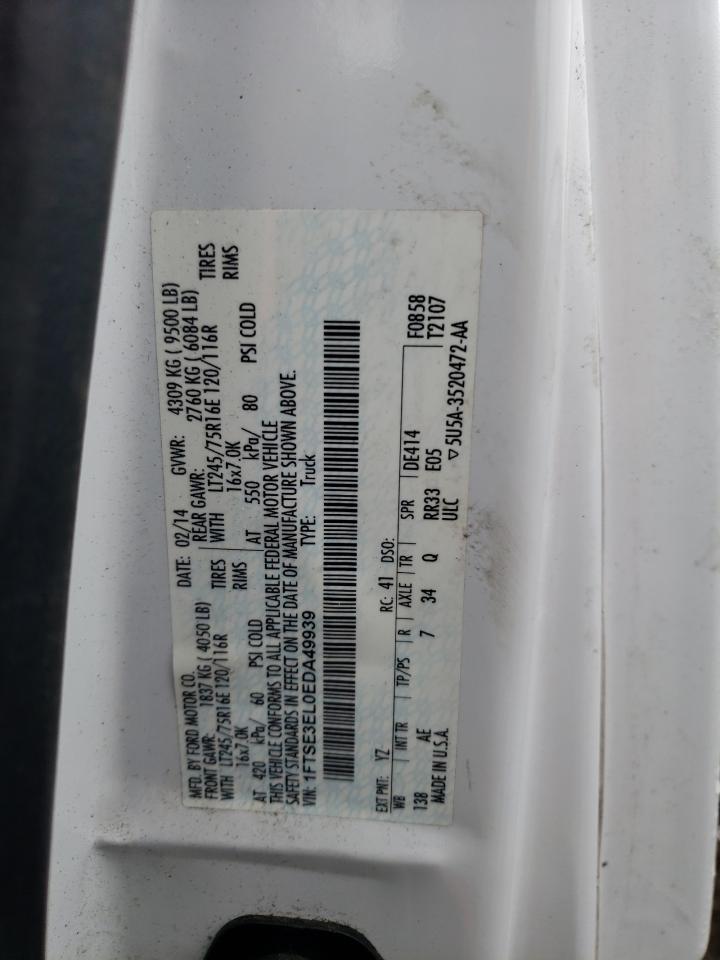 MFD. BY FORD MOTOR CO.
DATE: 02/14 GVWR: 4309 KG ( 9500 LB)
FRONT GAWR: 1837 KG ( 4050 LB) REAR GAWR: 2760 KG ( 6084 LB)
WITH LT245/75R16E 120/116R TIRES WITH LT245/75R16E 120/116R TIRES
16x7.0K RIMS 16x7.0K RIMS
AT 420 kPa/ 60 PSI COLD AT 550 kPa/ 80 PSI COLD
THIS VEHICLE CONFORMS TO ALL APPLICABLE FEDERAL MOTOR VEHICLE
SAFETY STANDARDS IN EFFECT ON THE DATE OF MANUFACTURE SHOWN ABOVE.
VIN: 1FTSE3EL0EDA49939 TYPE: Truck
EXT PNT: YZ RC: 41 DSO: F0858
WB INT TR TP/PS R AXLE TR SPR DE414 T2107
138 AE 7 34 Q RR33 E05
MADE IN U.S.A. ULC ▽5U5A-3520472-AA